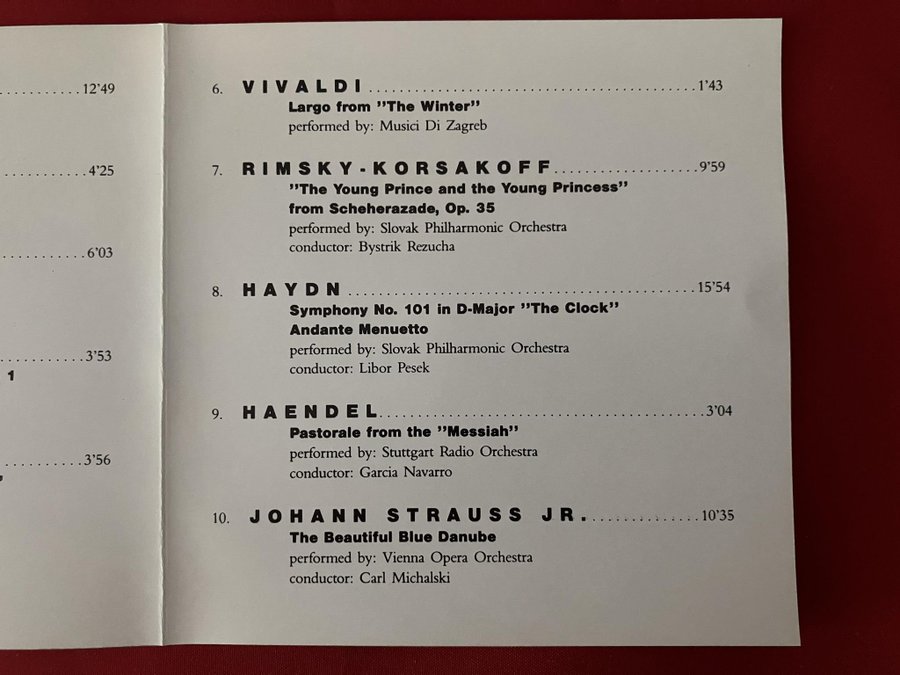 ............12'49
............4'25
............6'03
............3'53
1
............3'56
6. VIVALDI............1'43
Largo from ''The Winter''
performed by: Musici Di Zagreb
7. RIMSKY-KORSAKOFF............9'59
''The Young Prince and the Young Princess''
from Scheherazade, Op. 35
performed by: Slovak Philharmonic Orchestra
conductor: Bystrik Rezucha
8. HAYDN............15'54
Symphony No. 101 in D-Major ''The Clock''
Andante Menuetto
performed by: Slovak Philharmonic Orchestra
conductor: Libor Pesek
9. HAENDEL............3'04
Pastorale from the ''Messiah''
performed by: Stuttgart Radio Orchestra
conductor: Garcia Navarro
10. JOHANN STRAUSS JR.............10'35
The Beautiful Blue Danube
performed by: Vienna Opera Orchestra
conductor: Carl Michalski